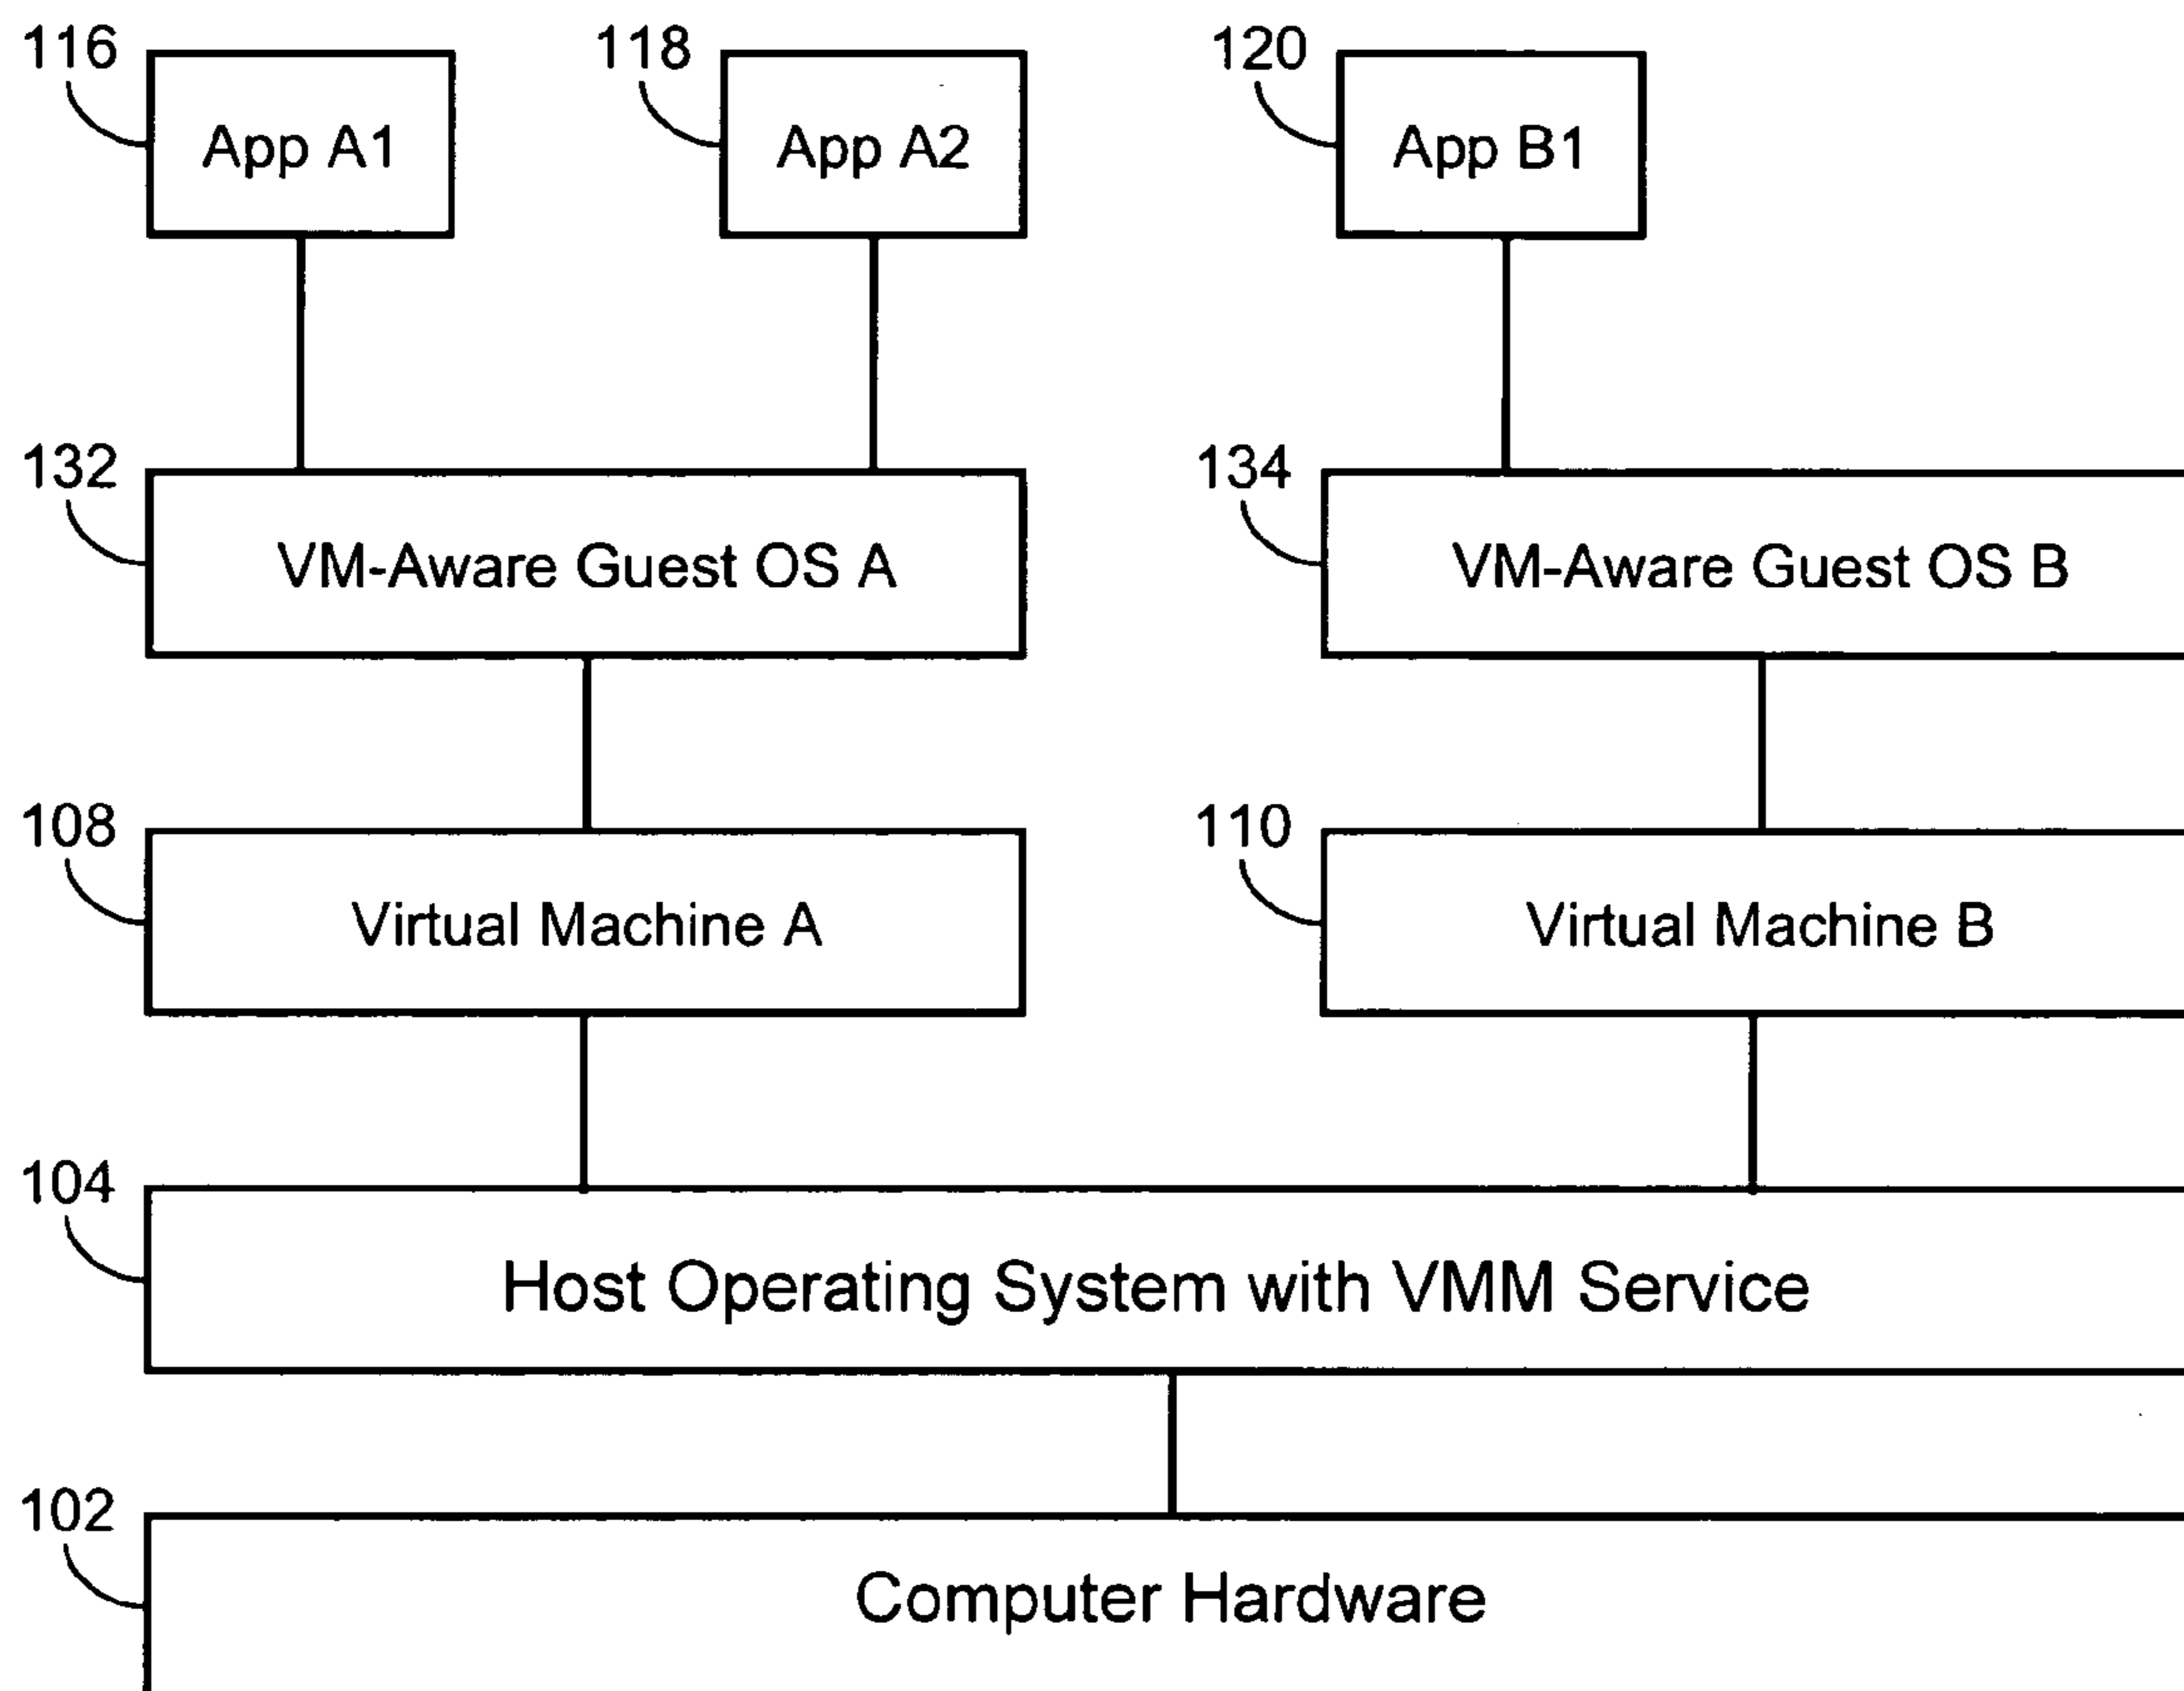 116
118
120
App A1
App A2
App B1
132
134
VM-Aware Guest OS A
VM-Aware Guest OS B
108
110
Virtual Machine A
Virtual Machine B
104
Host Operating System with VMM Service
102
Computer Hardware